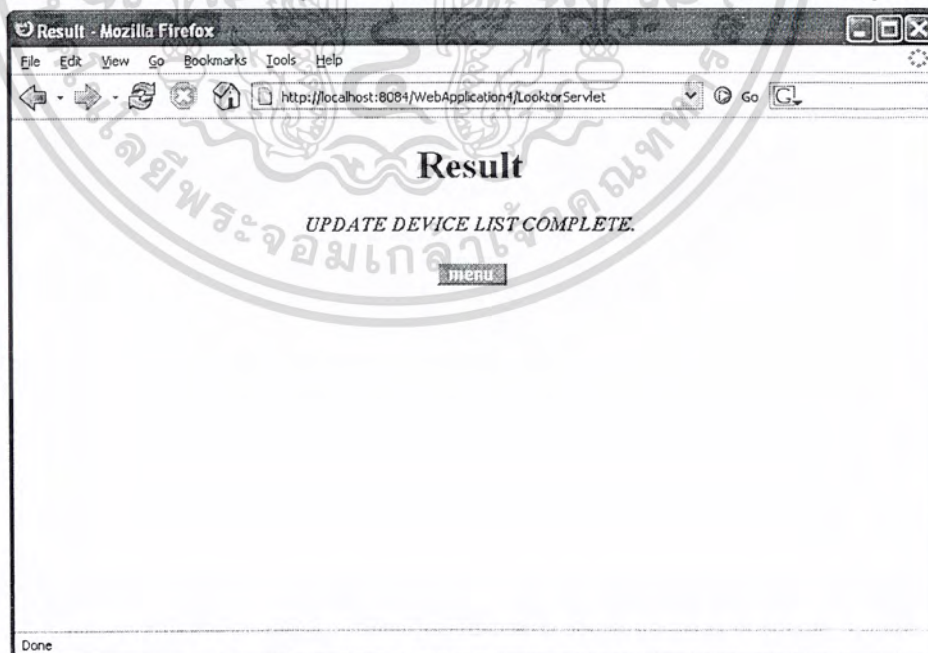 Result - Mozilla Firefox
File Edit View Go Bookmarks Tools Help
http://localhost:8084/WebApplication4/LooktorServlet Go
Result
UPDATE DEVICE LIST COMPLETE.
menu
Done